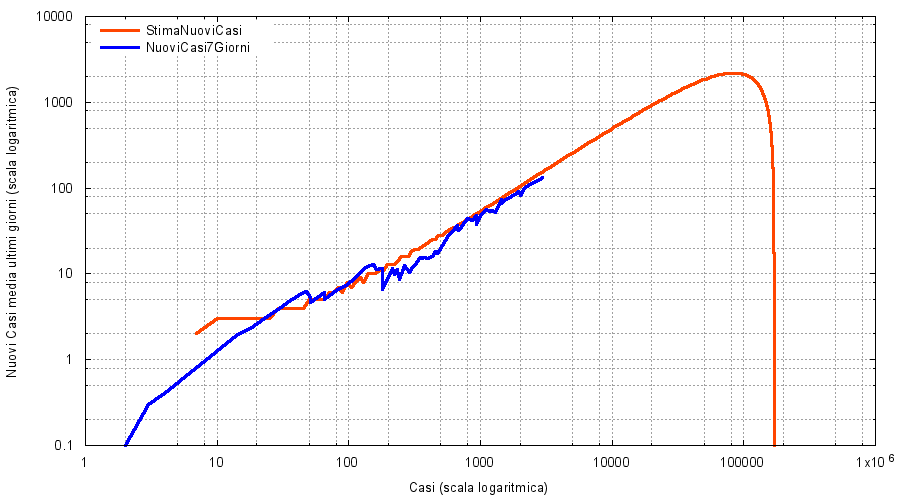 10000
1000
100
10
1
0.1
StimaNuoviCasi
NuoviCasi7Giorni
Nuovi Casi media ultimi giorni (scala logaritmica)
1 10 100 1000 10000 100000 1x10 6
Casi (scala logaritmica)